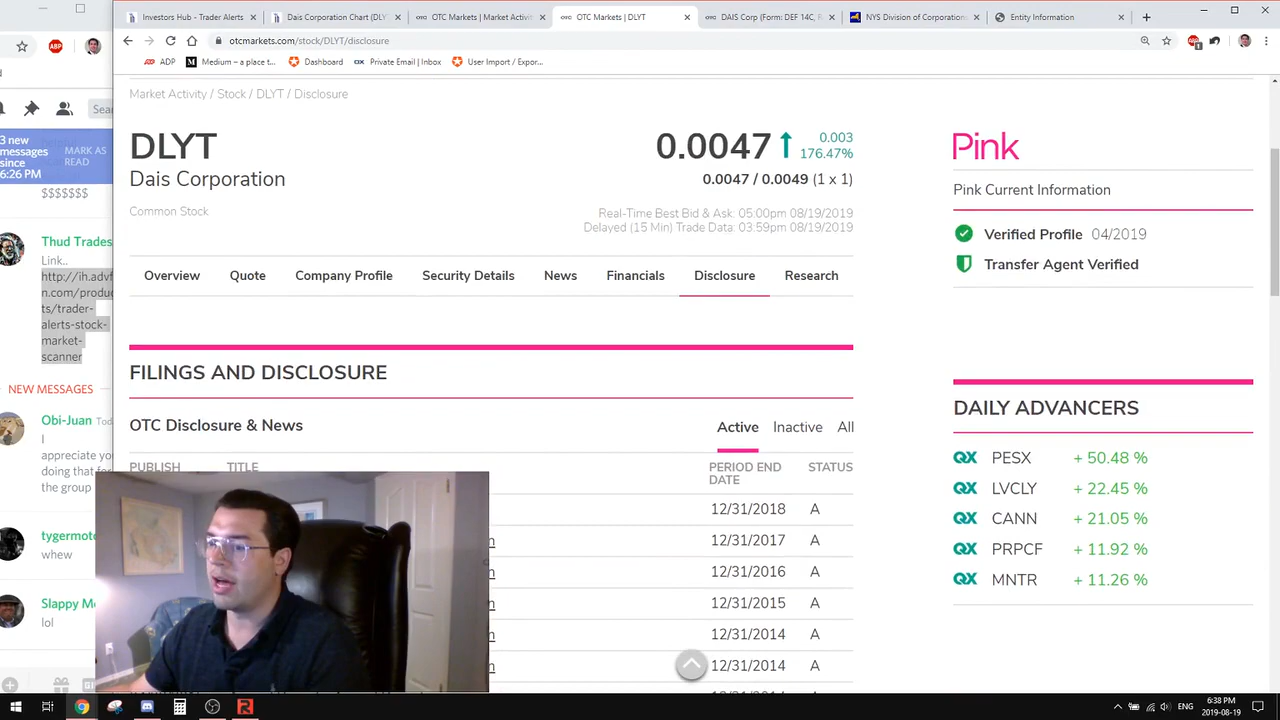 Investors Hub - Trader Alerts
Dais Corporation Chart (DLY
OTC Markets | Market Activit
OTC Markets | DLYT
DAIS Corp (Form: DEF 14C, R
NYS Division of Corporation
Entity Information
otcmarkets.com/stock/DLYT/disclosure
ADP
Medium – a place t...
Dashboard
Private Email | Inbox
User Import / Expor...
Market Activity / Stock / DLYT / Disclosure
DLYT
Dais Corporation
Common Stock
0.0047
0.003
176.47%
0.0047 / 0.0049 (1 x 1)
Real-Time Best Bid & Ask: 05:00pm 08/19/2019
Delayed (15 Min) Trade Data: 03:59pm 08/19/2019
Pink
Pink Current Information
Verified Profile 04/2019
Transfer Agent Verified
Overview
Quote
Company Profile
Security Details
News
Financials
Disclosure
Research
FILINGS AND DISCLOSURE
OTC Disclosure & News
Active
Inactive
All
PUBLISH
TITLE
PERIOD END
DATE
STATUS
12/31/2018 A
12/31/2017 A
12/31/2016 A
12/31/2015 A
12/31/2014 A
12/31/2014 A
DAILY ADVANCERS
QX PESX + 50.48 %
QX LVCLY + 22.45 %
QX CANN + 21.05 %
QX PRPCF + 11.92 %
QX MNTR + 11.26 %
ABP
Sear
3 new
messages
since
6:26 PM
MARK AS
READ
$$$$$$$
Thud Trades
Link..
http://ih.advf
n.com/produc
ts/trader-
alerts-stock-
market-
scanner
NEW MESSAGES
Obi-Juan Tod
I
appreciate yo
doing that fo
the group
tygermoto
whew
Slappy M
lol
ENG
6:38 PM
2019-08-19